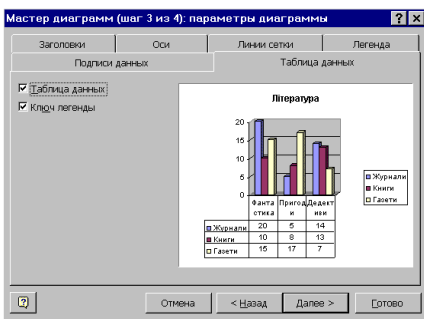 Мастер диаграмм (шаг 3 из 4): параметры диаграммы
Заголовки Оси Линии сетки Легенда
Подписи данных Таблица данных
Таблица данных
Ключ легенды
Література
20
15
10
5
0
Фанта Пригод Дедект
стика и иви
Журнали 20 5 14
Книги 10 8 13
Газети 15 17 7
Журнали
Книги
Газети
Отмена < Назад Далее > Готово